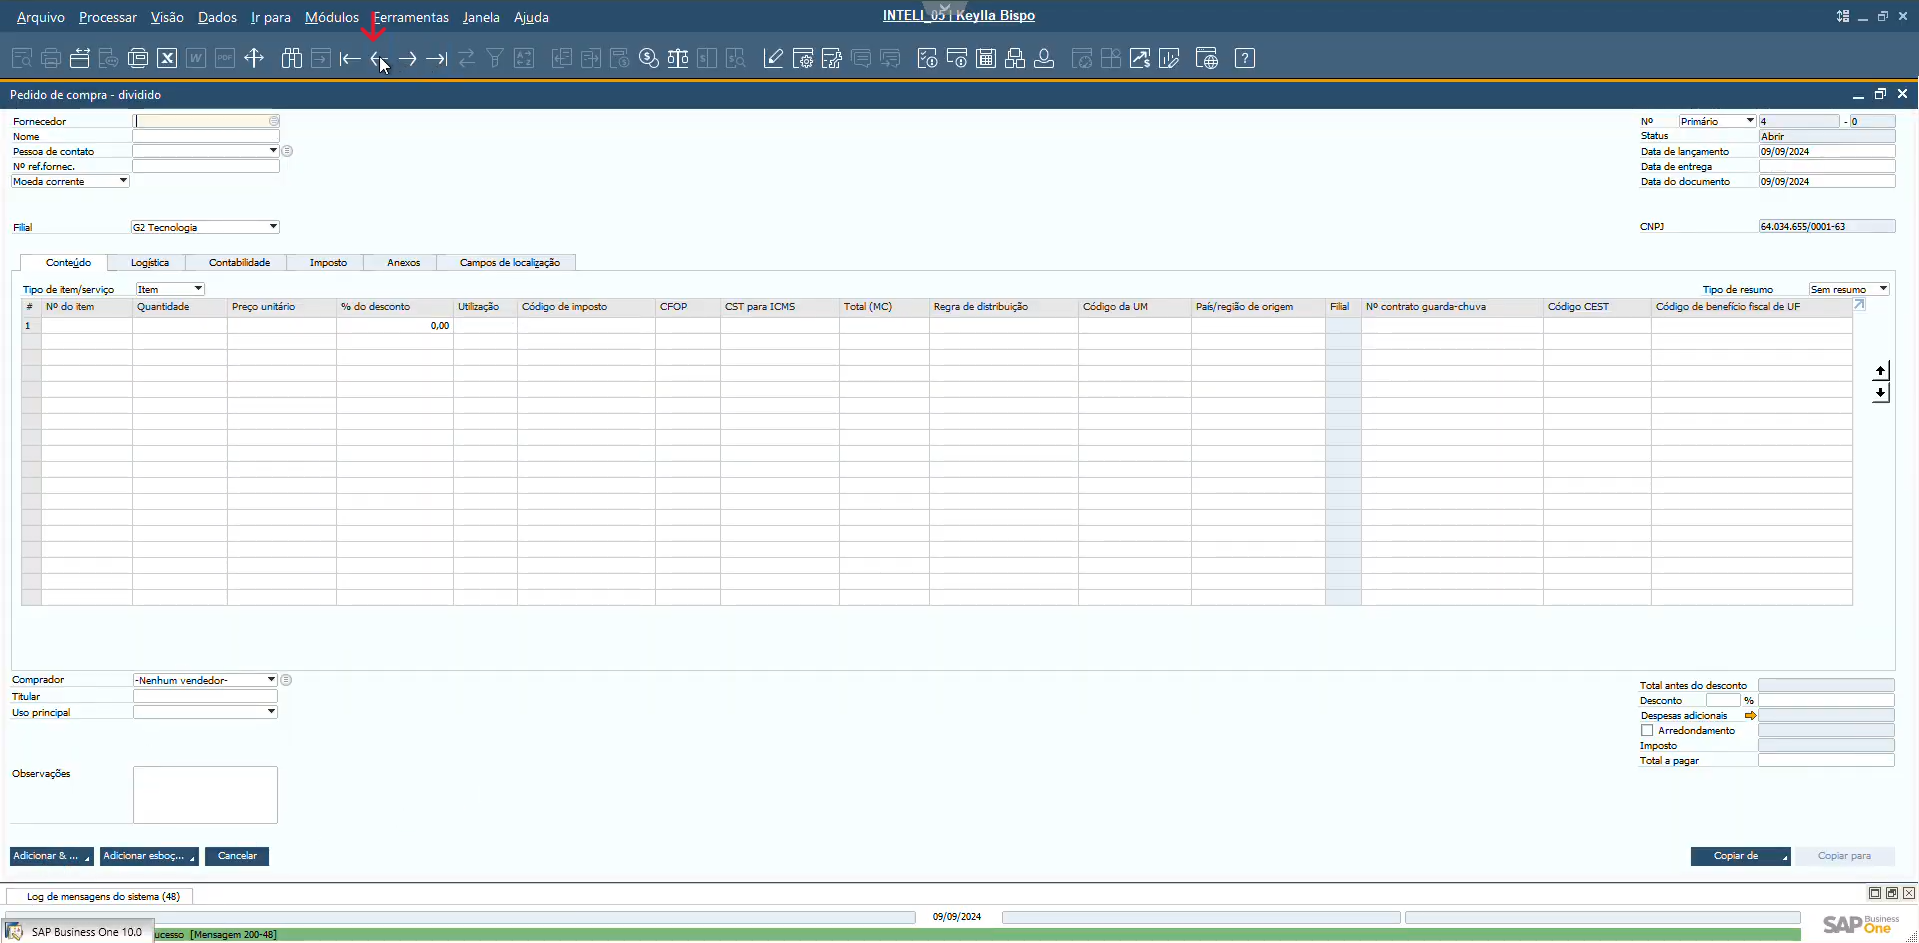 Arquivo Processar Visão Dados Ir para Módulos Ferramentas Janela Ajuda
INTELI_05 | Keylla Bispo
Pedido de compra - dividido
Fornecedor
Nome
Pessoa de contato
Nº ref.fornec.
Moeda corrente
Filial G2 Tecnologia
Nº Primário 4 - 0
Status Abrir
Data de lançamento 09/09/2024
Data de entrega
Data do documento 09/09/2024
CNPJ 64.034.655/0001-63
Conteúdo Logística Contabilidade Imposto Anexos Campos de localização
Tipo de item/serviço Item
Tipo de resumo Sem resumo
# Nº do item Quantidade Preço unitário % do desconto Utilização Código de imposto CFOP CST para ICMS Total (MC) Regra de distribuição Código da UM País/região de origem Filial Nº contrato guarda-chuva Código CEST Código de benefício fiscal de UF
1 0,00
Comprador -Nenhum vendedor-
Titular
Uso principal
Observações
Total antes do desconto
Desconto %
Despesas adicionais
Arredondamento
Imposto
Total a pagar
Adicionar & ... Adicionar esboç... Cancelar
Copiar de Copiar para
Log de mensagens do sistema (48)
09/09/2024
SAP Business One
SAP Business One 10.0
ucesso [Mensagem 200-48]